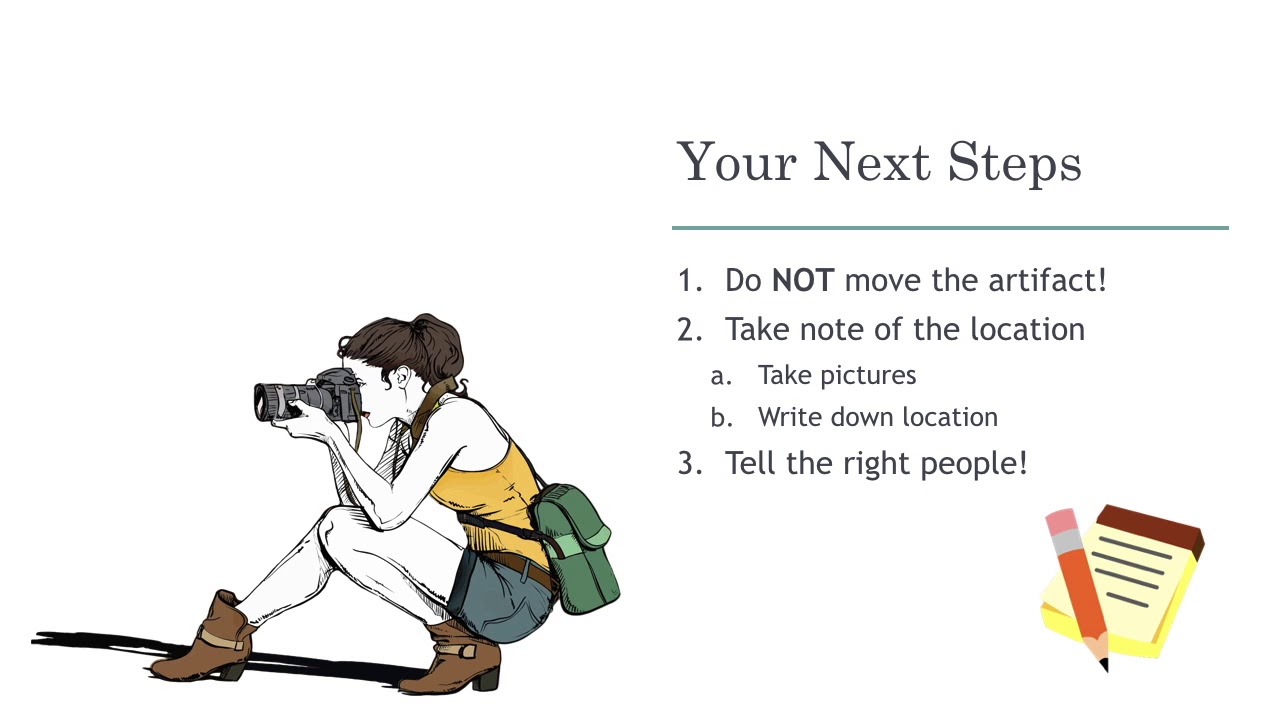 Your Next Steps
1. Do NOT move the artifact!
2. Take note of the location
a. Take pictures
b. Write down location
3. Tell the right people!